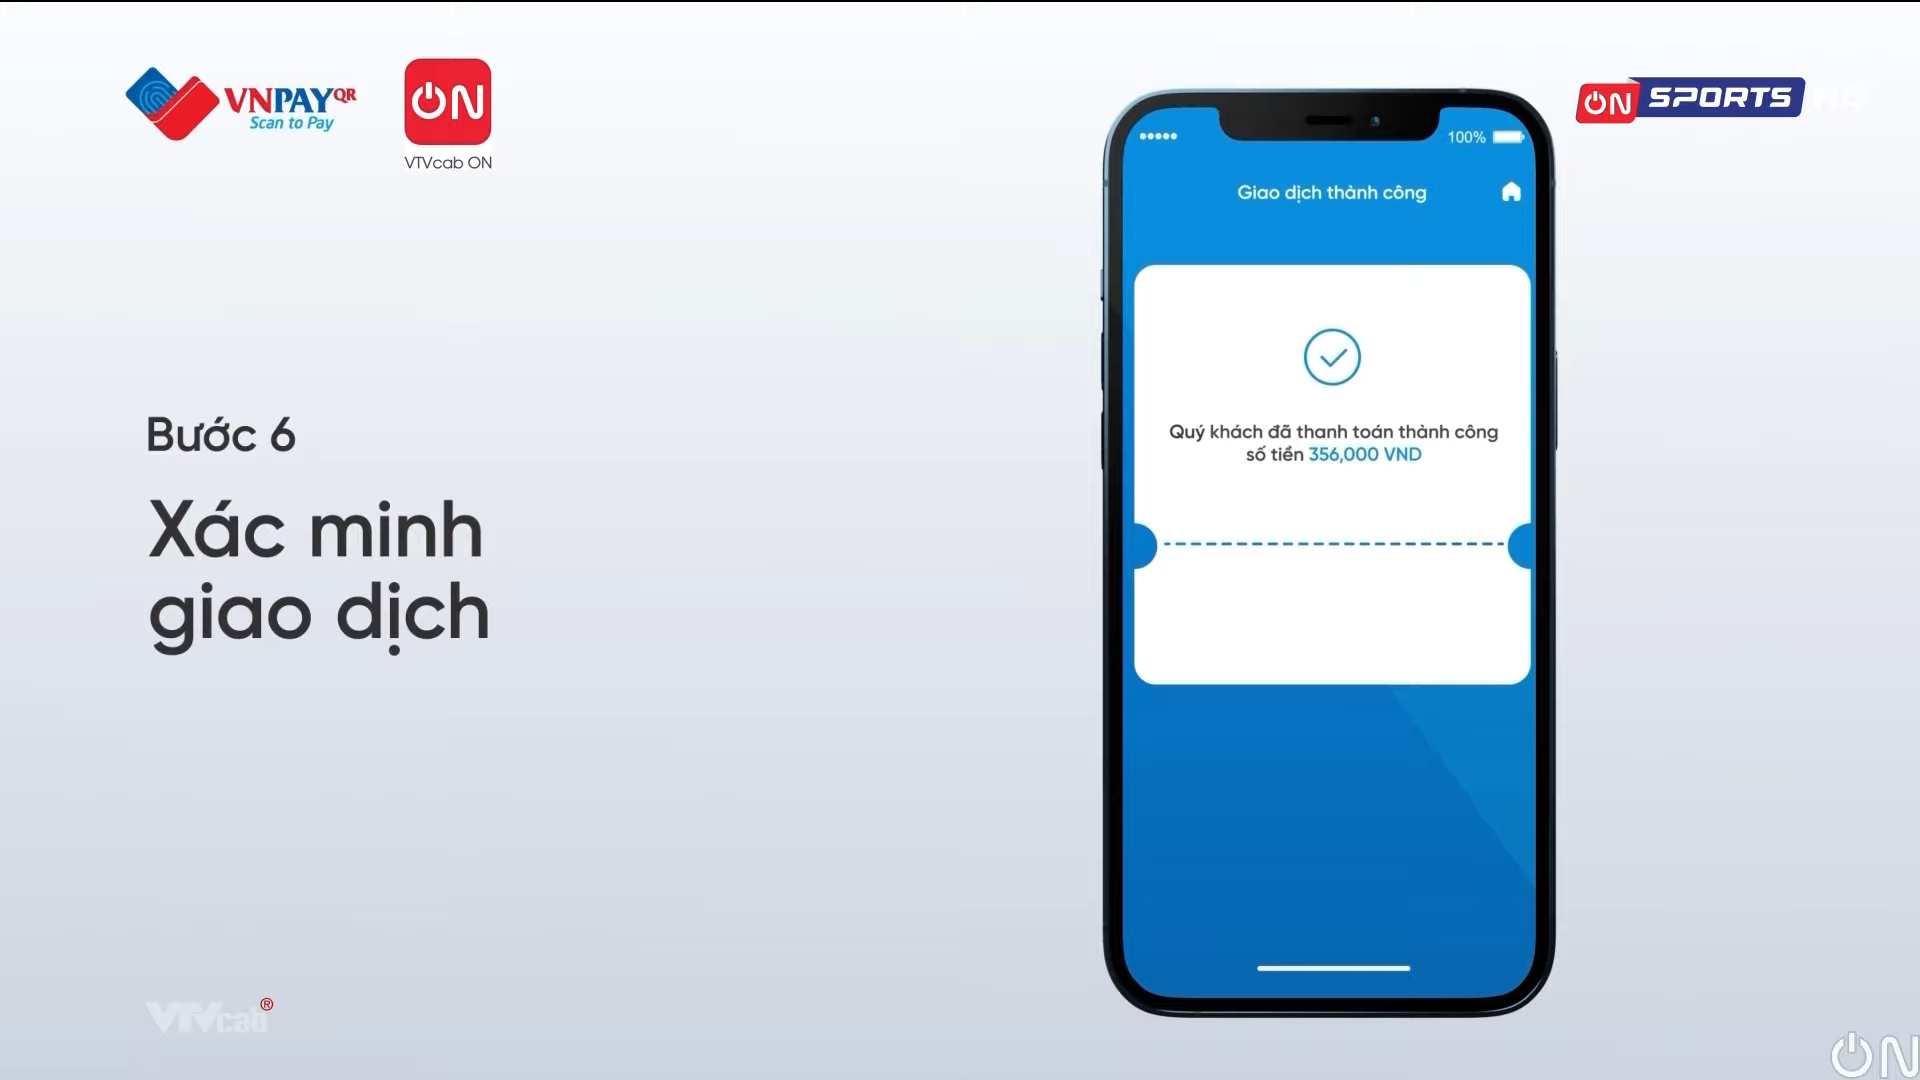 VNPAYQR
Scan to Pay
ON
VTVcab ON
ON SPORTS HD
100%
Giao dịch thành công
Quý khách đã thanh toán thành công
số tiền 356,000 VND
Bước 6
Xác minh
giao dịch
VTVcab®
ON